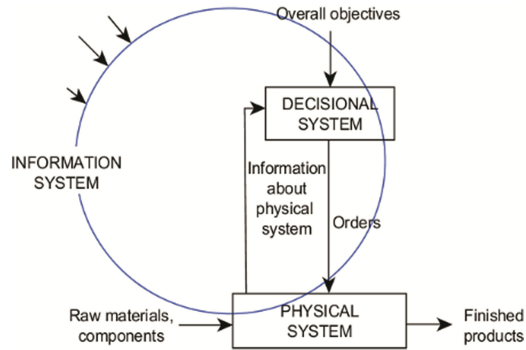 Overall objectives
DECISIONAL
SYSTEM
INFORMATION
SYSTEM
Information
about
physical
system
Orders
Raw materials,
components
PHYSICAL
SYSTEM
Finished
products